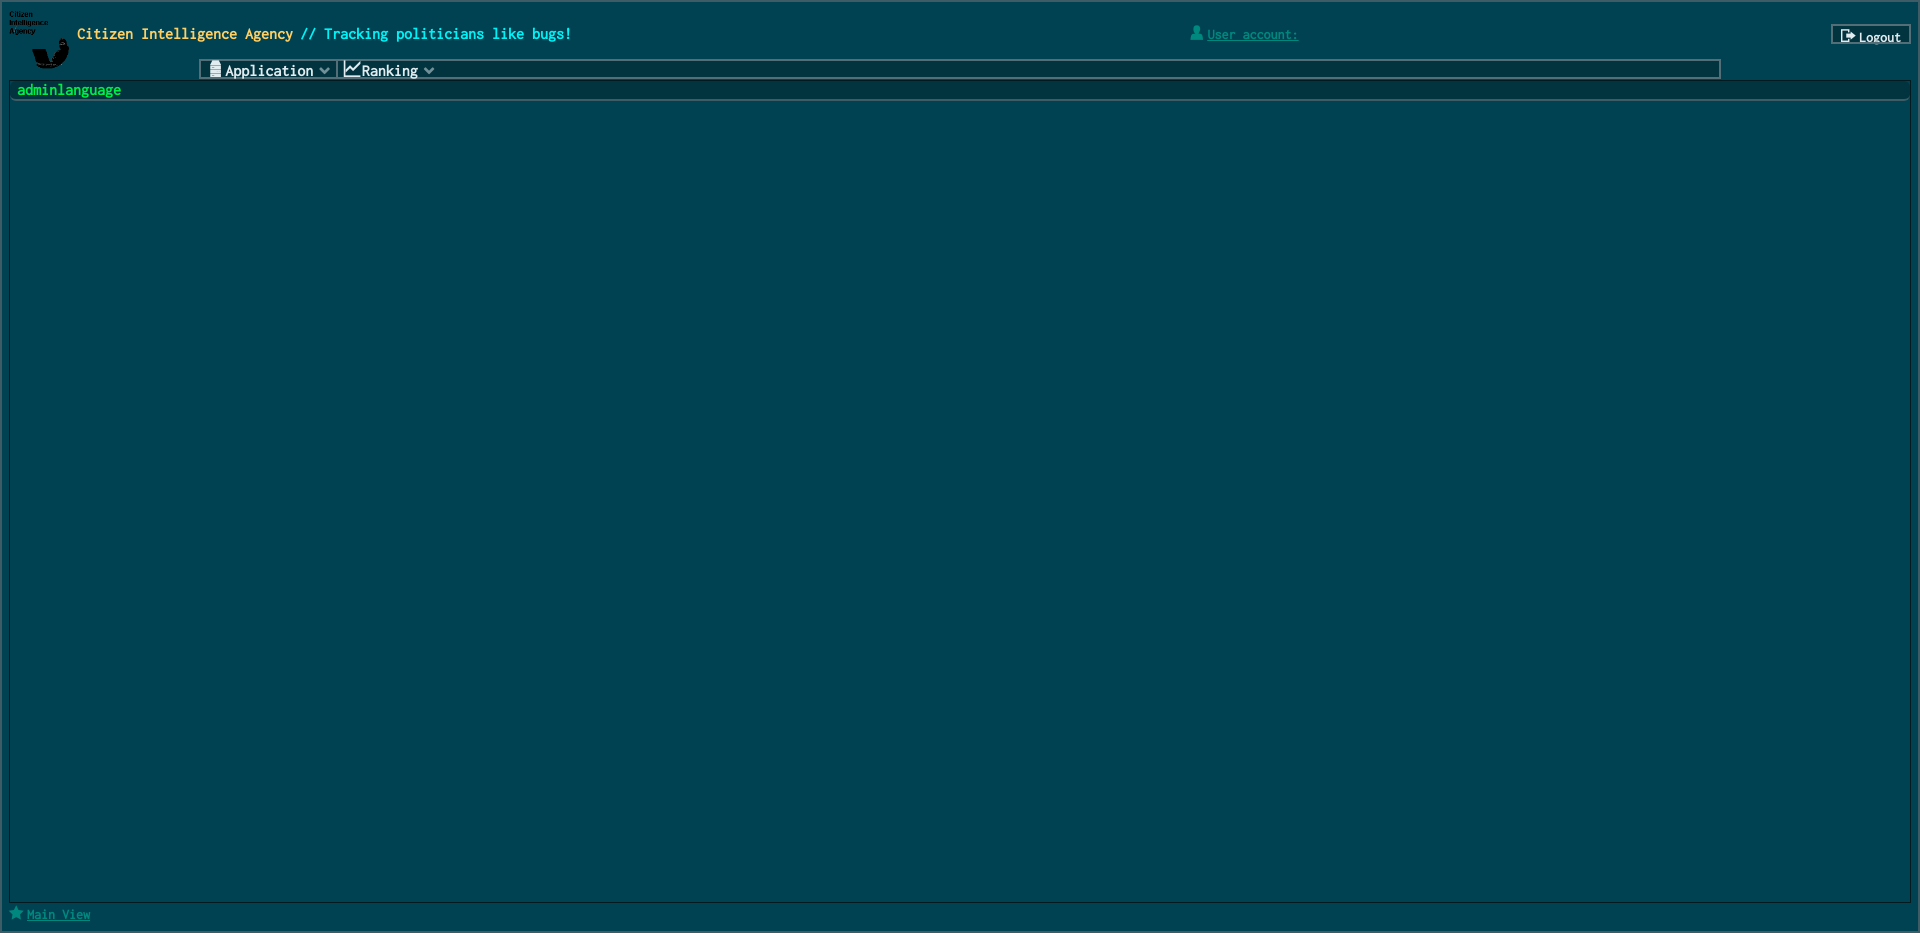 Citizen
Intelligence
Agency
Citizen Intelligence Agency // Tracking politicians like bugs!
User account:
Logout
Application
Ranking
adminlanguage
Main View